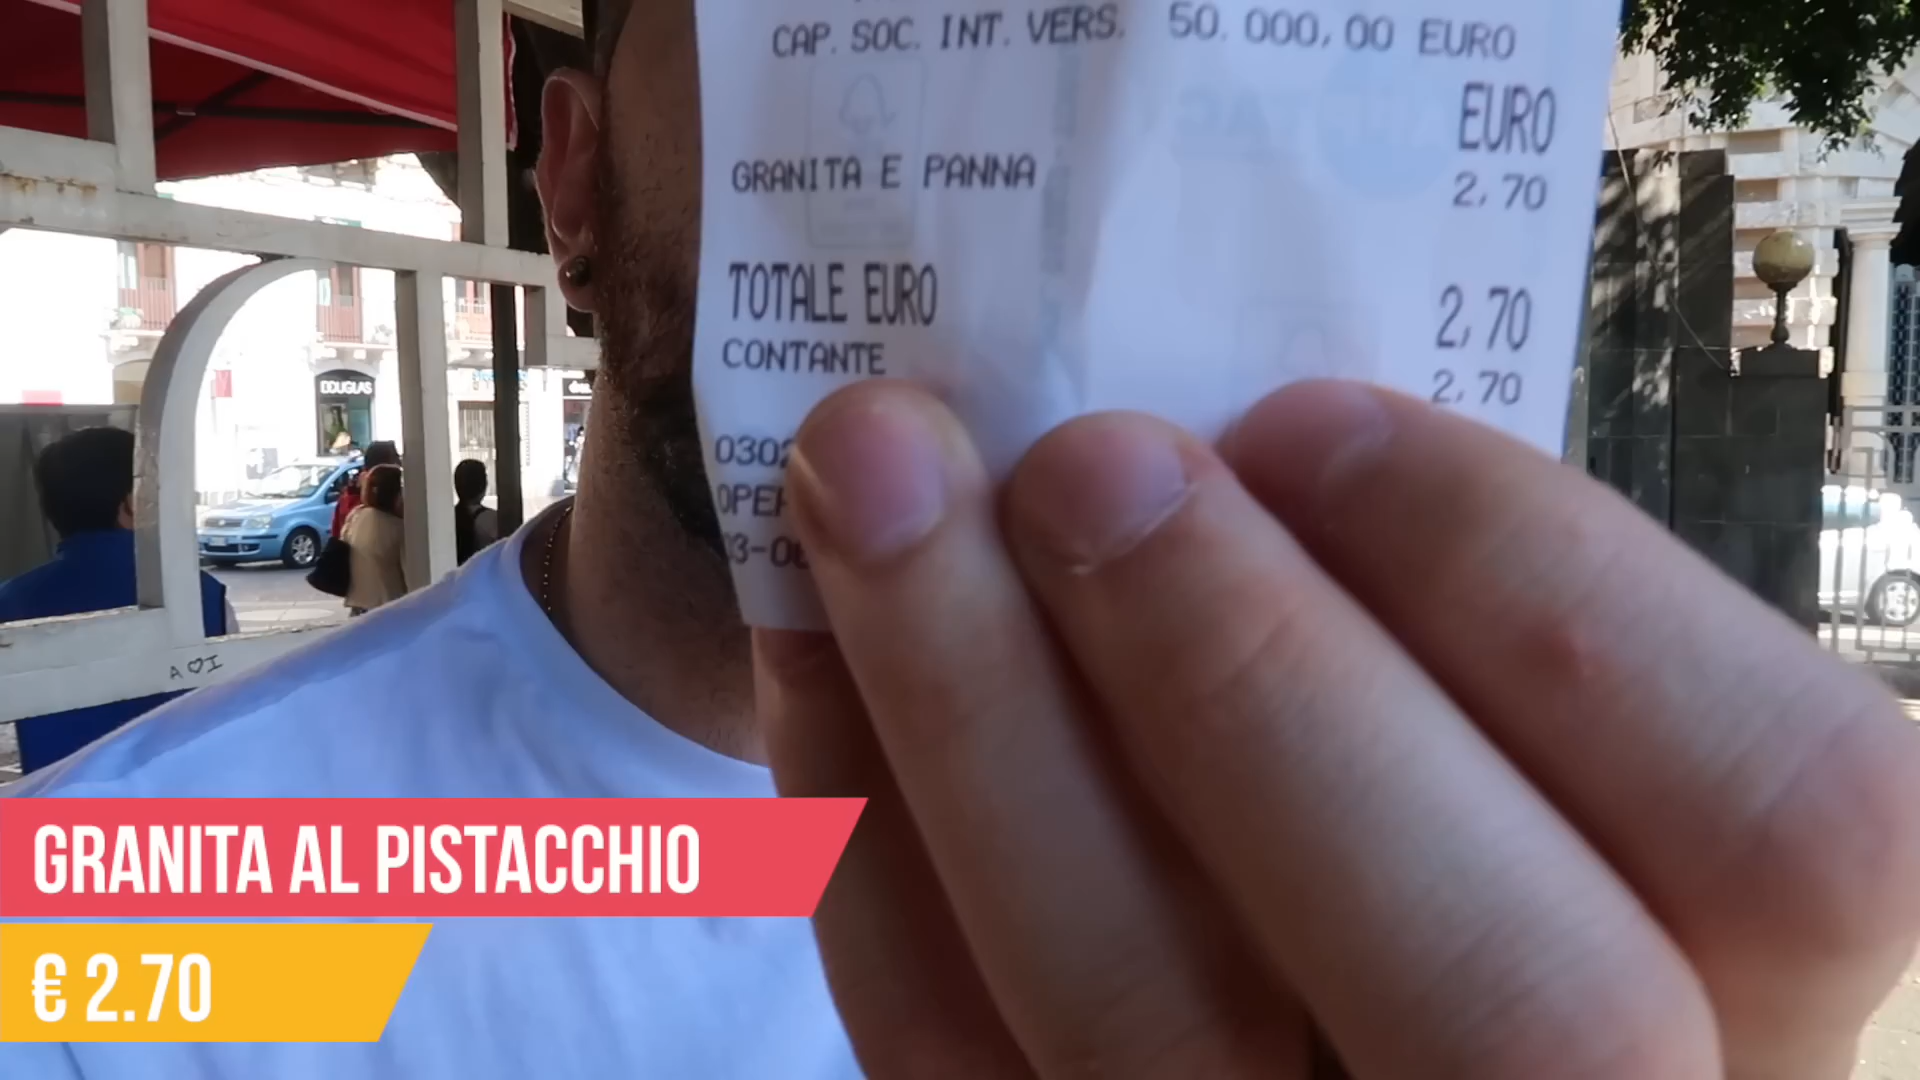 CAP. SOC. INT. VERS. 50.000,00 EURO
EURO
GRANITA E PANNA 2,70
TOTALE EURO 2,70
CONTANTE 2,70
DOUGLAS
A ♡ I
GRANITA AL PISTACCHIO
€ 2.70